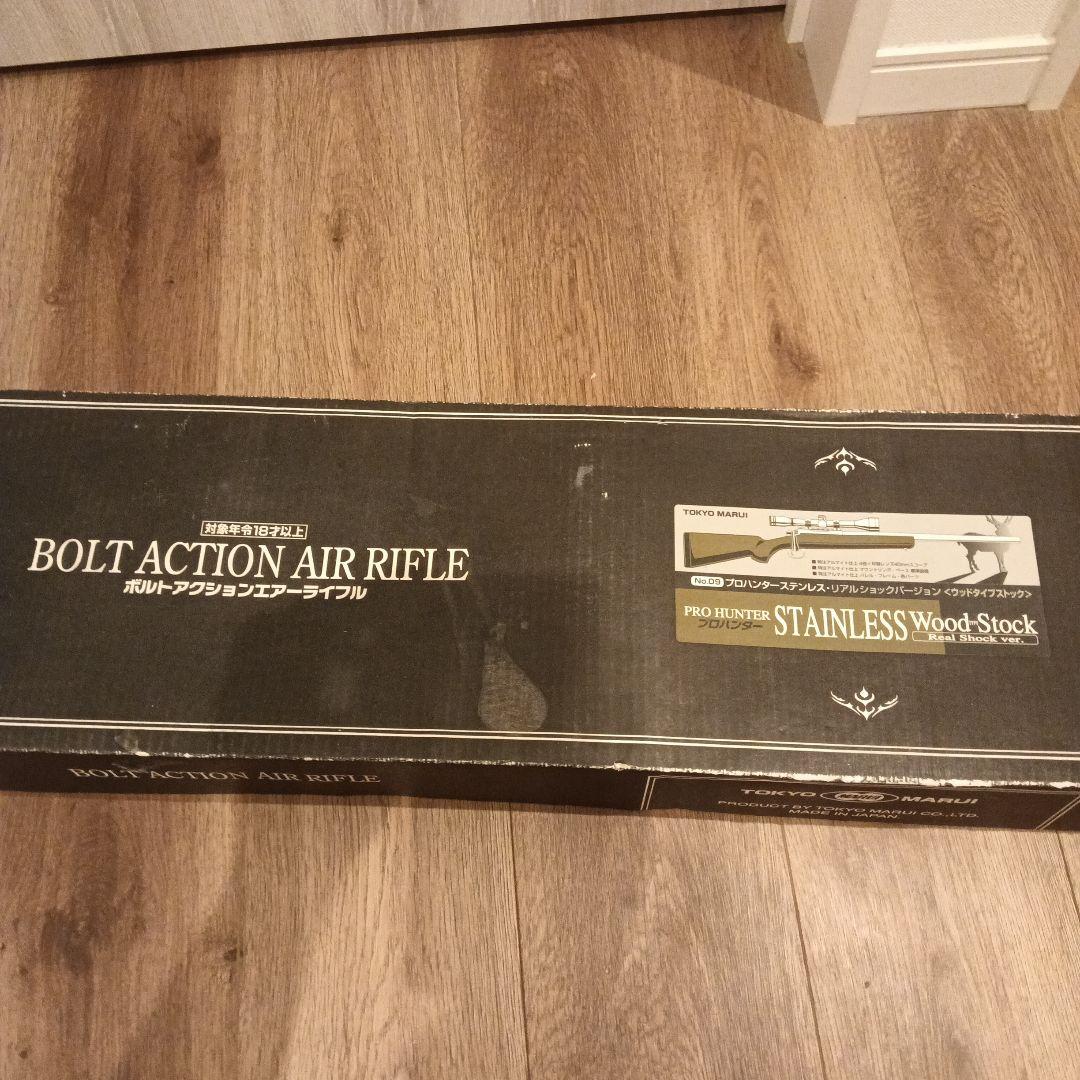 対象年令18才以上
BOLT ACTION AIR RIFLE
ボルトアクションエアーライフル
TOKYO MARUI
No.09 プロハンターステンレス・リアルショックバージョン <ウッドタイプストック>
PRO HUNTER
プロハンター
STAINLESS Wood Type Stock
Real Shock ver.
BOLT ACTION AIR RIFLE
TOKYO MARUI
PRODUCT BY TOKYO MARUI CO.,LTD.
MADE IN JAPAN